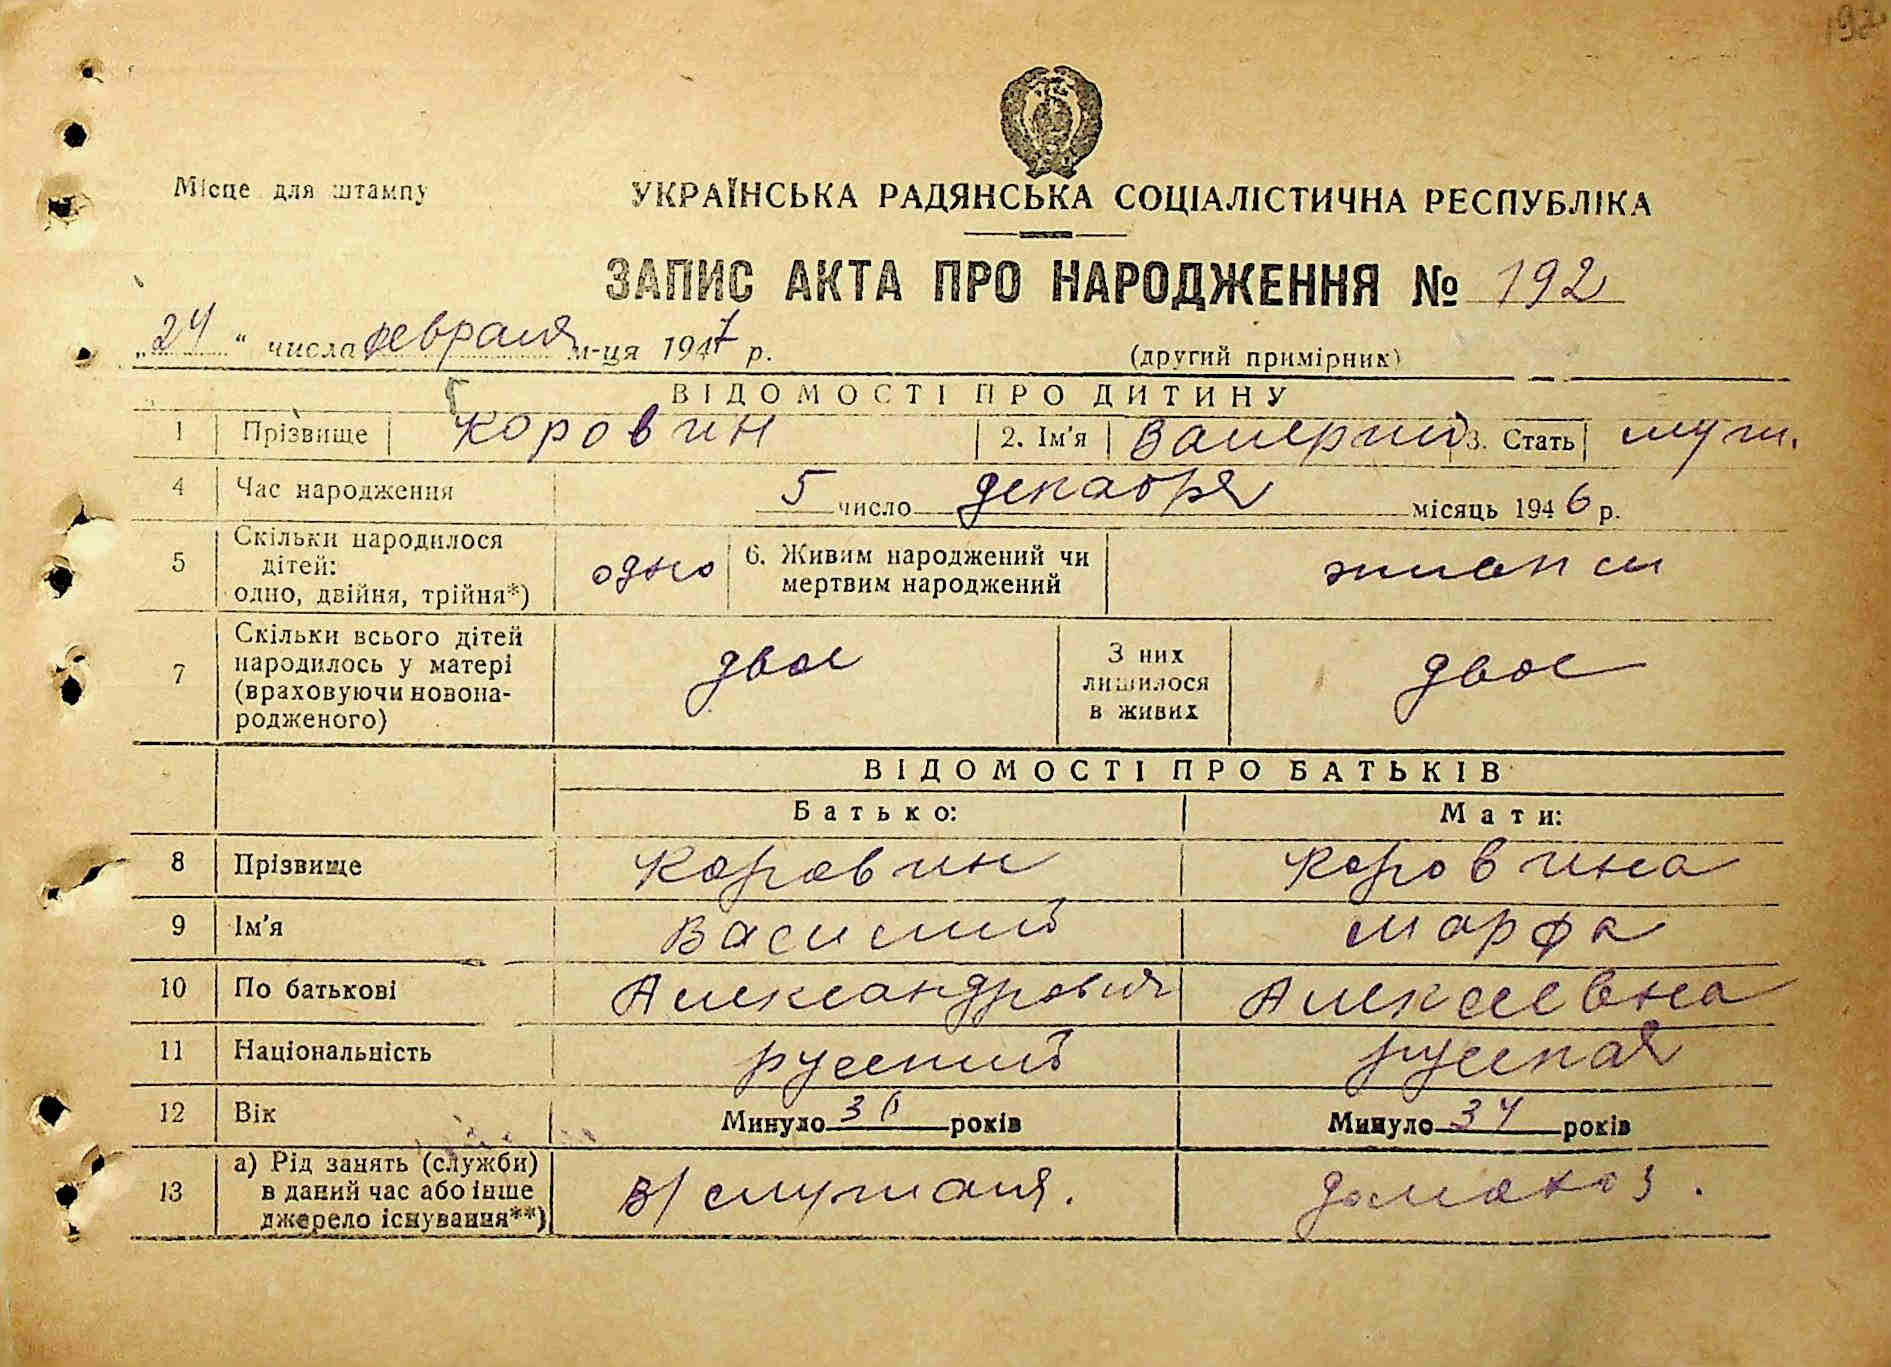 192
Місце для штампу
УКРАЇНСЬКА РАДЯНСЬКА СОЦІАЛІСТИЧНА РЕСПУБЛІКА
ЗАПИС АКТА ПРО НАРОДЖЕННЯ № 192
„24" числа февраля м-ця 1947 р.
(другий примірник)
ВІДОМОСТІ ПРО ДИТИНУ
1 Прізвище Коровин 2. Ім'я Валерий 3. Стать муж.
4 Час народження 5 число декабря місяць 1946 р.
5 Скільки народилося дітей: одно, двійня, трійня*) одно 6. Живим народжений чи мертвим народжений
7 Скільки всього дітей народилось у матері (враховуючи новонародженого) двое З них лишилося в живих двое
ВІДОМОСТІ ПРО БАТЬКІВ
Батько: Мати:
8 Прізвище Коровин Коровина
9 Ім'я Василий Марфа
10 По батькові Александрович Алексеевна
11 Національність русский русская
12 Вік Минуло років Минуло 34 років
13 а) Рід занять (служби) в даний час або інше джерело існування**) в/служащ. домохоз.